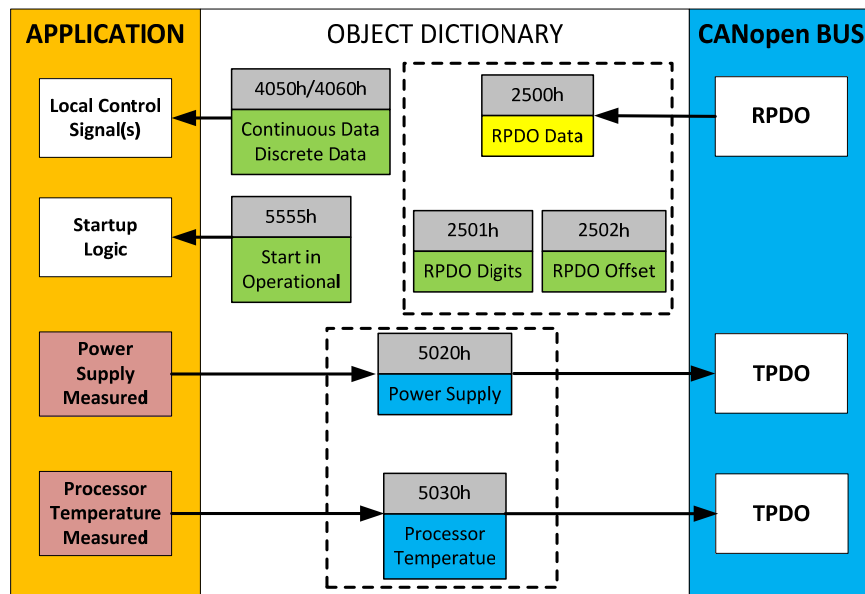 APPLICATION
OBJECT DICTIONARY
CANopen BUS
Local Control
Signal(s)
4050h/4060h
Continuous Data
Discrete Data
2500h
RPDO Data
RPDO
Startup
Logic
5555h
Start in
Operational
2501h
RPDO Digits
2502h
RPDO Offset
Power
Supply
Measured
5020h
Power Supply
TPDO
Processor
Temperature
Measured
5030h
Processor
Temperatue
TPDO